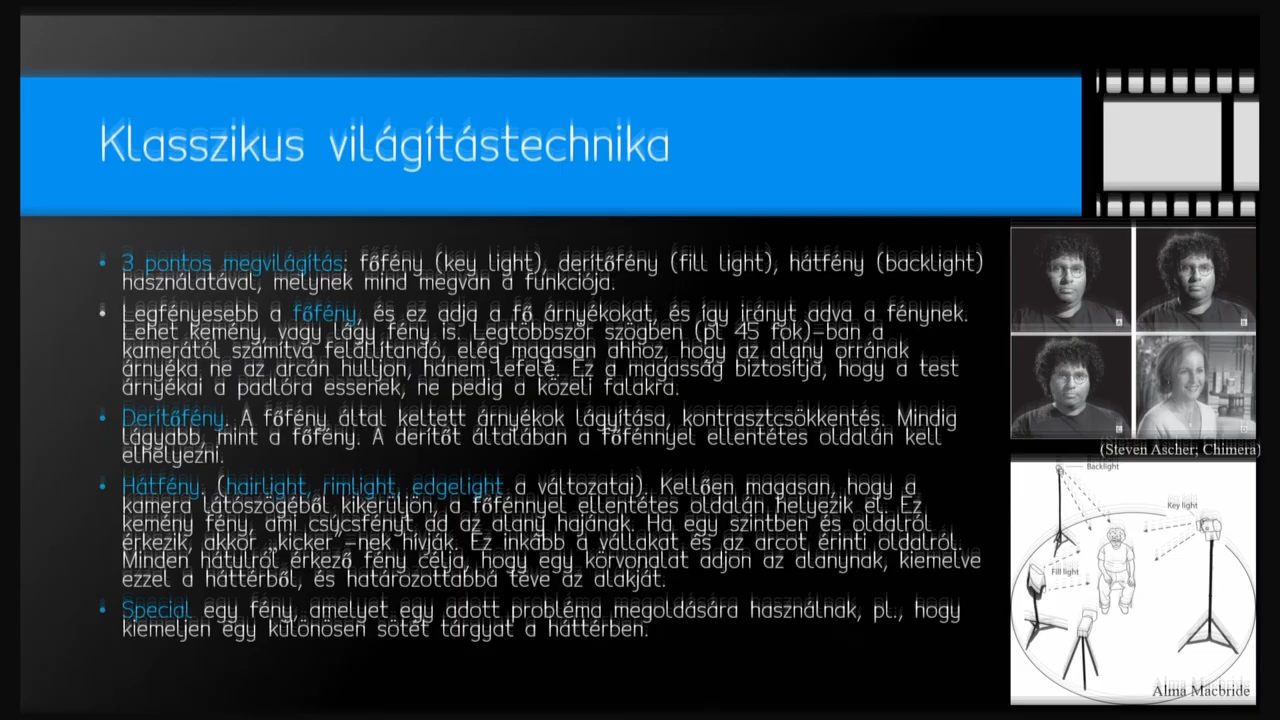 Klasszikus világítástechnika
• 3 pontos megvilágítás: főfény (key light), derítőfény (fill light), hátfény (backlight)
használatával, melynek mind megvan a funkciója.
• Legfényesebb a főfény, és ez adja a fő árnyékokat, és így irányt adva a fénynek.
Lehet kemény, vagy lágy fény is. Legtöbbször szögben (pl 45 fok)-ban a
kamerától számítva felállítandó, elég magasan ahhoz, hogy az alany orrának
árnyéka ne az arcán hulljon, hanem lefelé. Ez a magasság biztosítja, hogy a test
árnyékai a padlóra essenek, ne pedig a közeli falakra.
• Derítőfény. A főfény által keltett árnyékok lágyítása, kontrasztcsökkentés. Mindig
lágyabb, mint a főfény. A derítőt általában a főfénnyel ellentétes oldalán kell
elhelyezni.
• Hátfény. (hairlight, rimlight, edgelight a változatai). Kellően magasan, hogy a
kamera látószögéből kikerüljön, a főfénnyel ellentétes oldalán helyezik el. Ez
kemény fény, ami csúcsfényt ad az alany hajának. Ha egy szintben és oldalról
érkezik, akkor „kicker"-nek hívják. Ez inkább a vállakat és az arcot érinti oldalról.
Minden hátulról érkező fény célja, hogy egy körvonalat adjon az alanynak, kiemelve
ezzel a háttérből, és határozottabbá téve az alakját.
• Special egy fény, amelyet egy adott probléma megoldására használnak, pl., hogy
kiemeljen egy különösen sötét tárgyat a háttérben.
A
B
C
D
(Steven Ascher; Chimera)
Backlight
Key light
Fill light
Alma Macbride